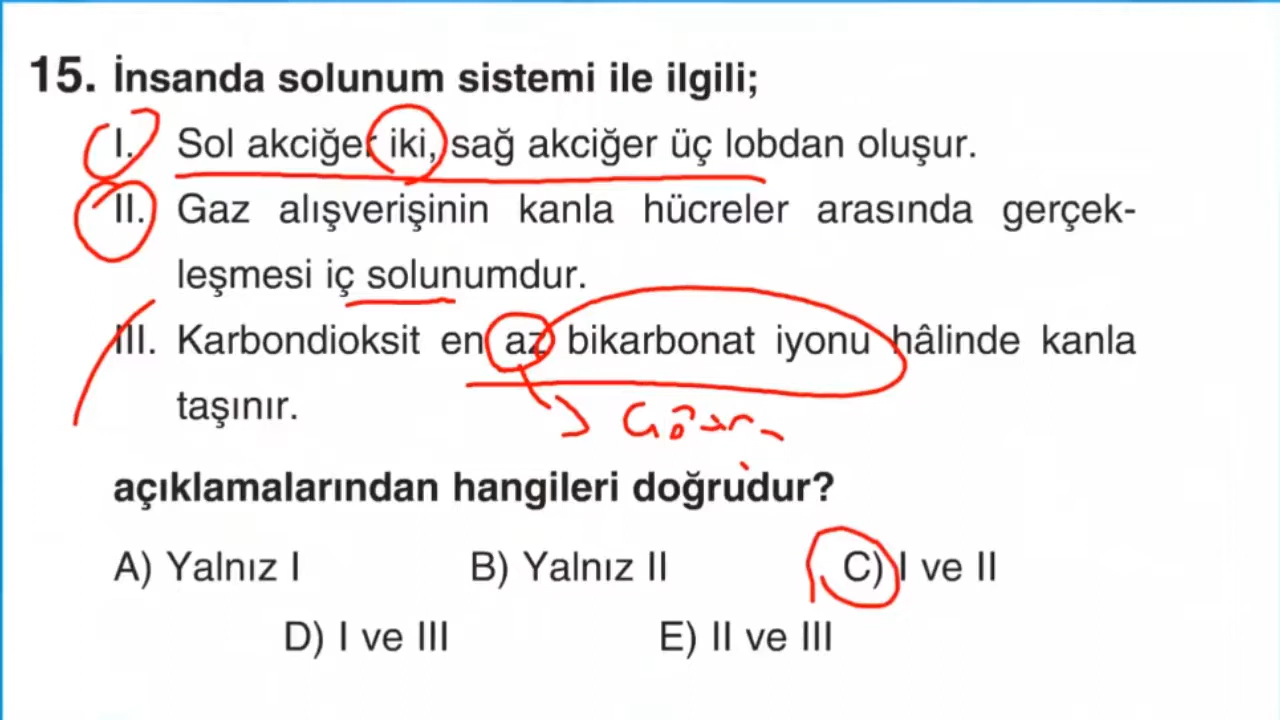 15. İnsanda solunum sistemi ile ilgili;
I. Sol akciğer iki, sağ akciğer üç lobdan oluşur.
II. Gaz alışverişinin kanla hücreler arasında gerçek-
leşmesi iç solunumdur.
III. Karbondioksit en az bikarbonat iyonu hâlinde kanla
taşınır.
açıklamalarından hangileri doğrudur?
A) Yalnız I B) Yalnız II C) I ve II
D) I ve III E) II ve III